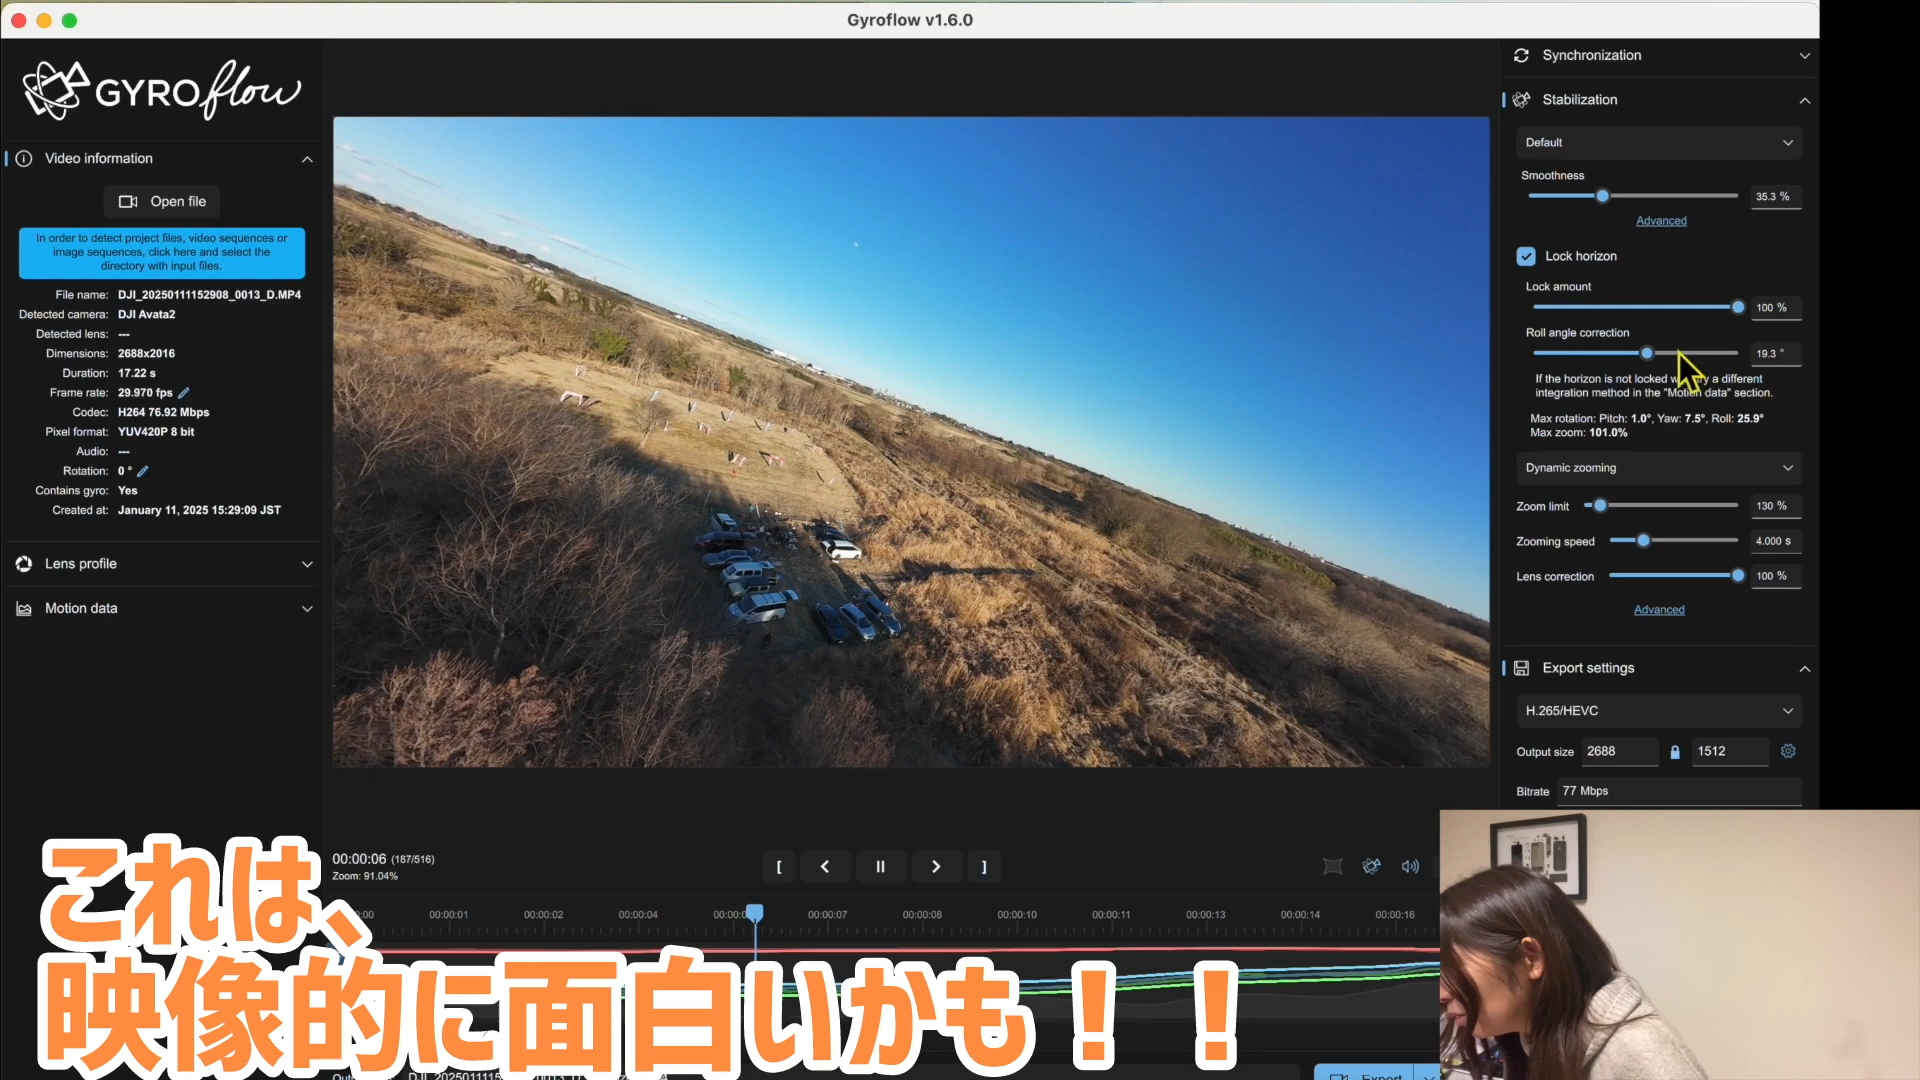 Gyroflow v1.6.0
GYROflow
Video information
Open file
In order to detect project files, video sequences or
image sequences, click here and select the
directory with input files.
File name: DJI_20250111152908_0013_D.MP4
Detected camera: DJI Avata2
Detected lens: ---
Dimensions: 2688x2016
Duration: 17.22 s
Frame rate: 29.970 fps
Codec: H264 76.92 Mbps
Pixel format: YUV420P 8 bit
Audio: ---
Rotation: 0 °
Contains gyro: Yes
Created at: January 11, 2025 15:29:09 JST
Lens profile
Motion data
Synchronization
Stabilization
Default
Smoothness
35.3 %
Advanced
Lock horizon
Lock amount
100 %
Roll angle correction
19.3 °
If the horizon is not locked a different
integration method in the "Motion data" section.
Max rotation: Pitch: 1.0°, Yaw: 7.5°, Roll: 25.9°
Max zoom: 101.0%
Dynamic zooming
Zoom limit 130 %
Zooming speed 4.000 s
Lens correction 100 %
Advanced
Export settings
H.265/HEVC
Output size 2688 1512
Bitrate 77 Mbps
00:00:06 (187/516)
Zoom: 91.04%
[ ]
00:00:01 00:00:02 00:00:04 00:00:07 00:00:08 00:00:10 00:00:11 00:00:13 00:00:14 00:00:16
これは、
映像的に面白いかも！！
Export